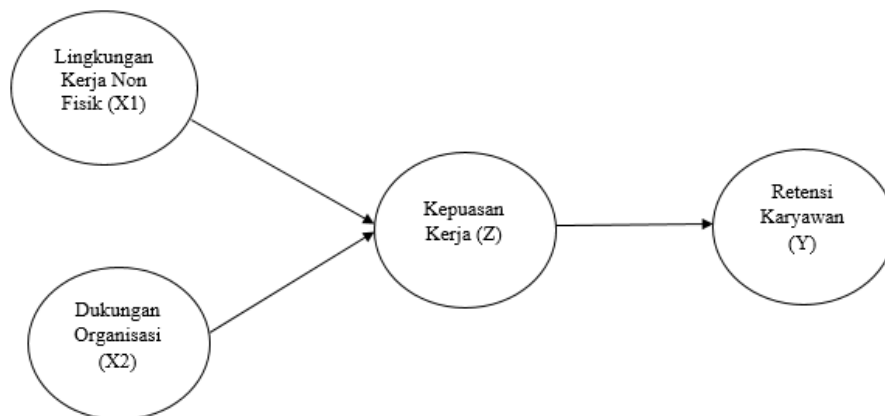 Lingkungan
Kerja Non
Fisik (X1)
Kepuasan
Kerja (Z)
Retensi
Karyawan
(Y)
Dukungan
Organisasi
(X2)